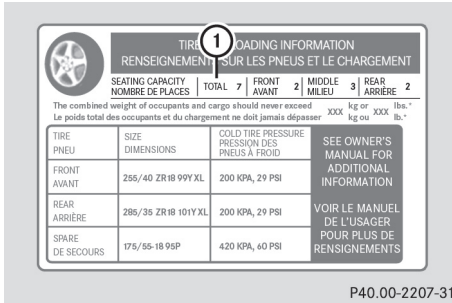 1
TIRE AND LOADING INFORMATION
RENSEIGNEMENTS SUR LES PNEUS ET LE CHARGEMENT
SEATING CAPACITY
NOMBRE DE PLACES
TOTAL 7
FRONT
AVANT 2
MIDDLE
MILIEU 3
REAR
ARRIÈRE 2
The combined weight of occupants and cargo should never exceed XXX kg or XXX lbs.*
Le poids total des occupants et du chargement ne doit jamais dépasser kg ou lb.*
TIRE
PNEU
SIZE
DIMENSIONS
COLD TIRE PRESSURE
PRESSION DES
PNEUS À FROID
SEE OWNER'S
MANUAL FOR
ADDITIONAL
INFORMATION
VOIR LE MANUEL
DE L'USAGER
POUR PLUS DE
RENSIGNEMENTS
FRONT
AVANT
255/40 ZR18 99Y XL
200 KPA, 29 PSI
REAR
ARRIÈRE
285/35 ZR18 101Y XL
200 KPA, 29 PSI
SPARE
DE SECOURS
175/55-18 95P
420 KPA, 60 PSI
P40.00-2207-31